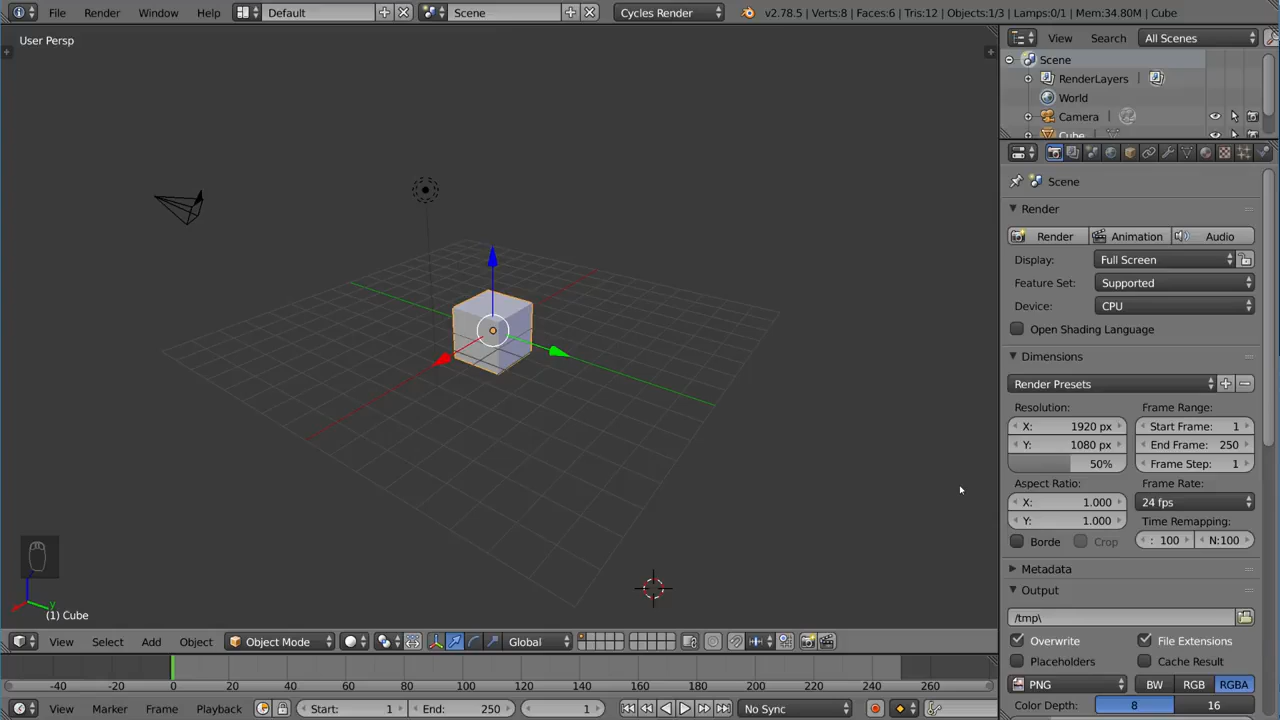 File Render Window Help Default Scene Cycles Render v2.78.5 | Verts:8 | Faces:6 | Tris:12 | Objects:1/3 | Lamps:0/1 | Mem:34.80M | Cube
User Persp
View Search All Scenes
Scene
RenderLayers
World
Camera
Cube
Scene
Render
Render Animation Audio
Display: Full Screen
Feature Set: Supported
Device: CPU
Open Shading Language
Dimensions
Render Presets
Resolution: Frame Range:
X: 1920 px Start Frame: 1
Y: 1080 px End Frame: 250
50% Frame Step: 1
Aspect Ratio: Frame Rate:
X: 1.000 24 fps
Y: 1.000 Time Remapping:
Borde Crop : 100 N:100
Metadata
Output
/tmp\
Overwrite File Extensions
Placeholders Cache Result
PNG BW RGB RGBA
Color Depth: 8 16
y
(1) Cube
View Select Add Object Object Mode Global
-40 -20 0 20 40 60 80 100 120 140 160 180 200 220 240 260
View Marker Frame Playback Start: 1 End: 250 1 No Sync